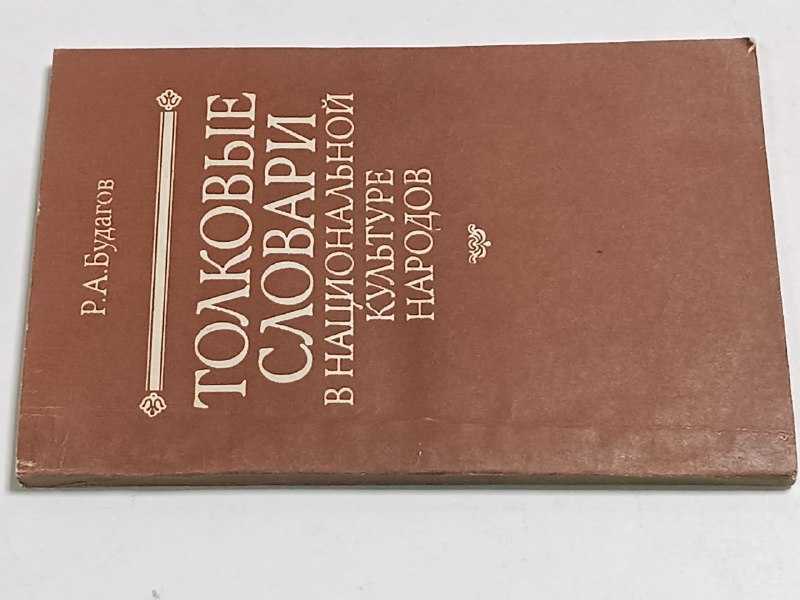 Р.А.Будагов
ТОЛКОВЫЕ
СЛОВАРИ
В НАЦИОНАЛЬНОЙ
КУЛЬТУРЕ
НАРОДОВ